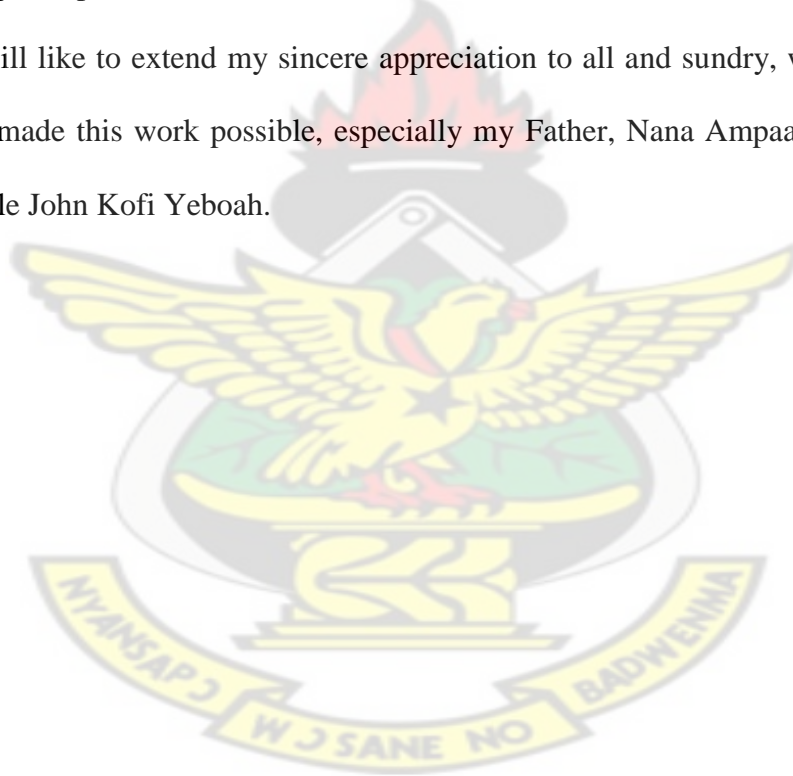 ill like to extend my sincere appreciation to all and sundry,
made this work possible, especially my Father, Nana Ampaa
le John Kofi Yeboah.
NYANSAPƆ
WƆSANE NO
BADWENMA